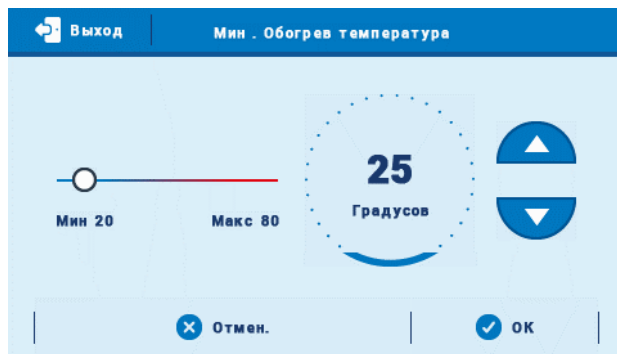 Выход
Мин . Обогрев температура
25
Градусов
Мин 20
Макс 80
Отмен.
OK